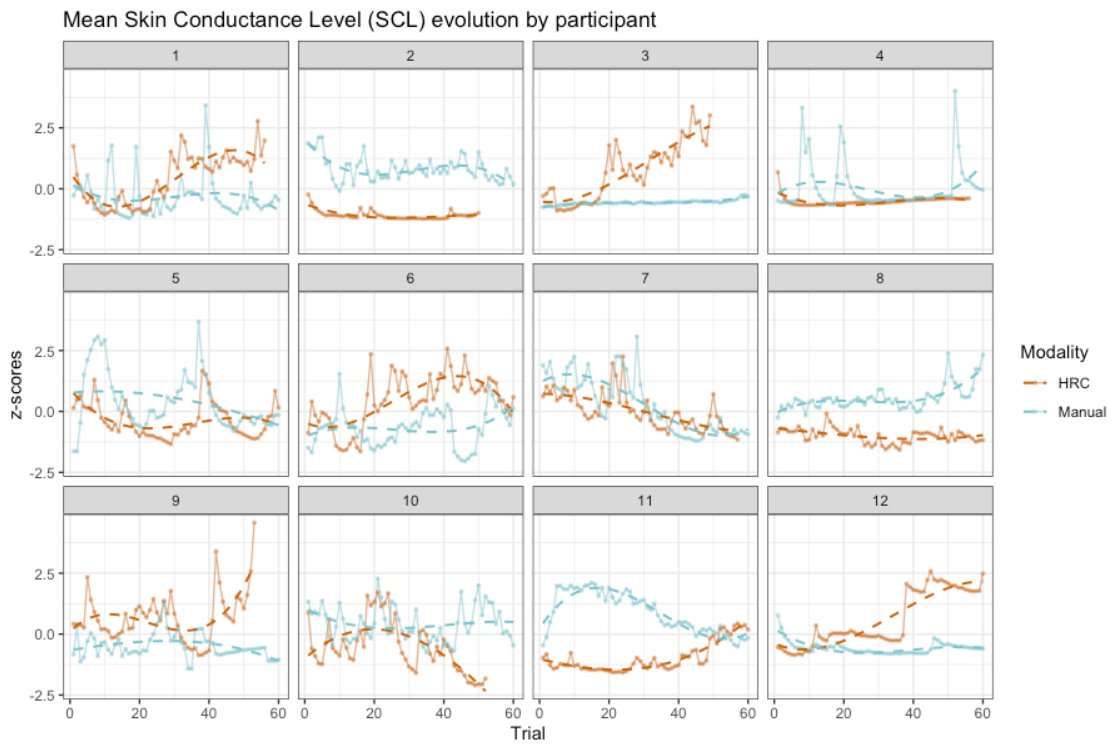 Mean Skin Conductance Level (SCL) evolution by participant
1 2 3 4
2.5
0.0
-2.5
5 6 7 8
z-scores
2.5
0.0
-2.5
Modality
HRC
Manual
9 10 11 12
2.5
0.0
-2.5
0 20 40 60 0 20 40 60 0 20 40 60 0 20 40 60
Trial